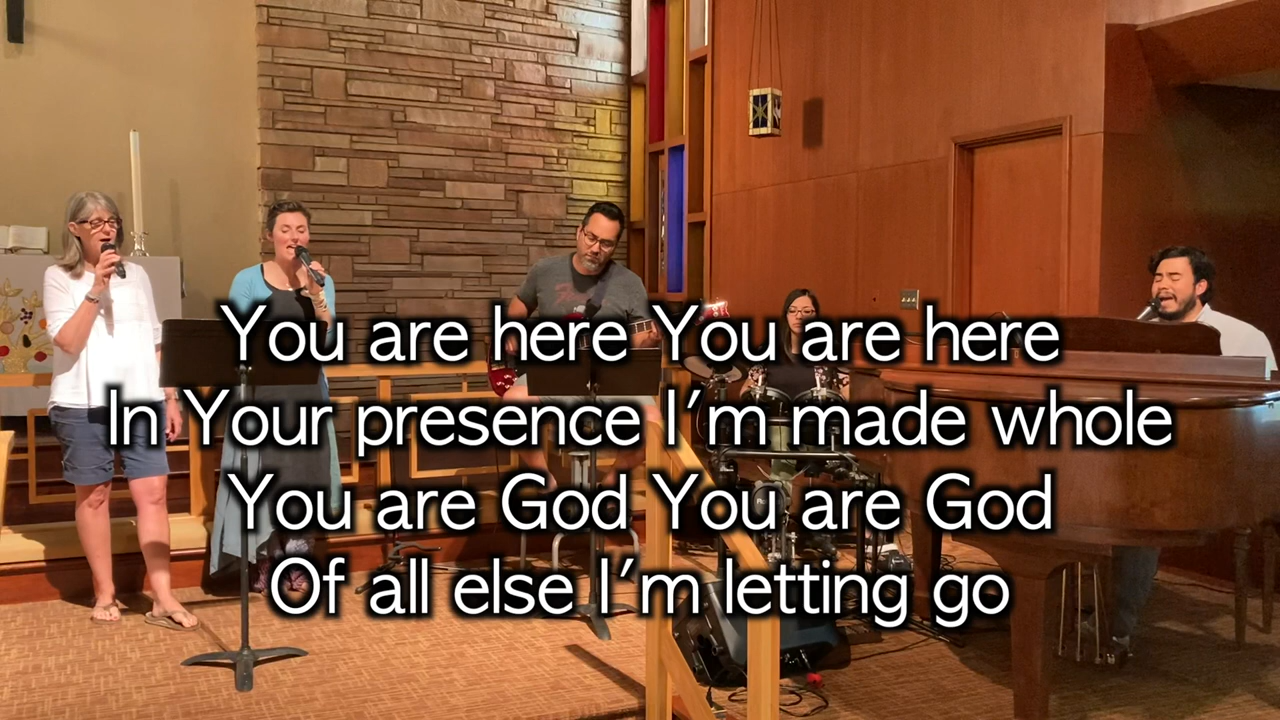 You are here You are here
In Your presence I'm made whole
You are God You are God
Of all else I'm letting go